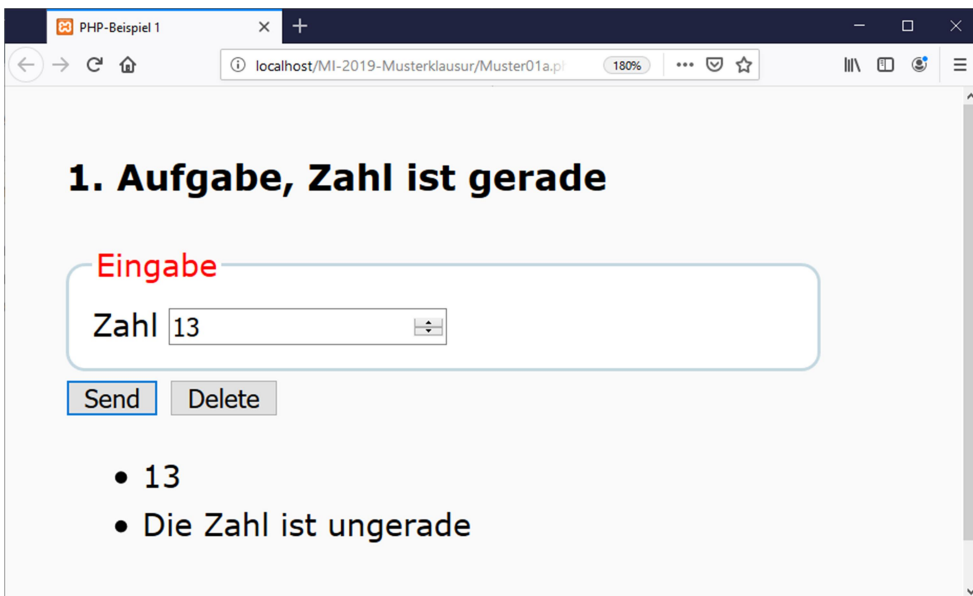 PHP-Beispiel 1
localhost/MI-2019-Musterklausur/Muster01a.ph
180%
1. Aufgabe, Zahl ist gerade
Eingabe
Zahl 13
Send Delete
• 13
• Die Zahl ist ungerade